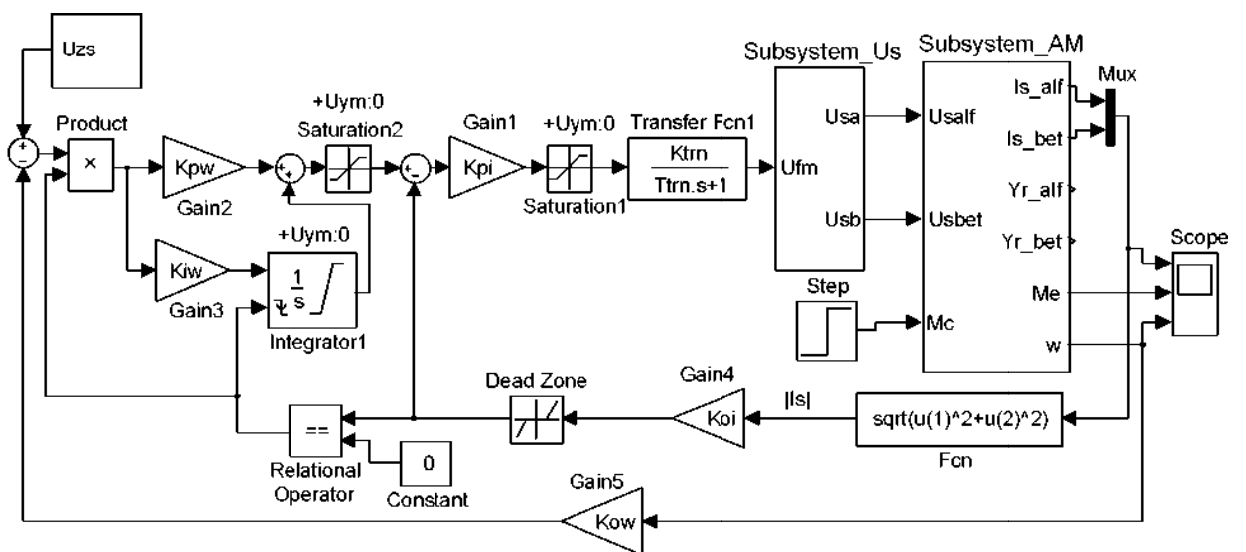 Uzs
Product
×
+
−
Kpw
Gain2
Kiw
Gain3
+
+
+Uym:0
Saturation2
+Uym:0
1
s
Integrator1
+
−
Gain1
Kpi
+Uym:0
Saturation1
Transfer Fcn1
Ktrn
Ttrn.s+1
Subsystem_Us
Ufm
Usa
Usb
Subsystem_AM
Usalf
Usbet
Mc
Is_alf
Is_bet
Yr_alf
Yr_bet
Me
w
Mux
Scope
Step
Dead Zone
Gain4
Koi
|Is|
sqrt(u(1)^2+u(2)^2)
Fcn
==
Relational
Operator
0
Constant
Gain5
Kow